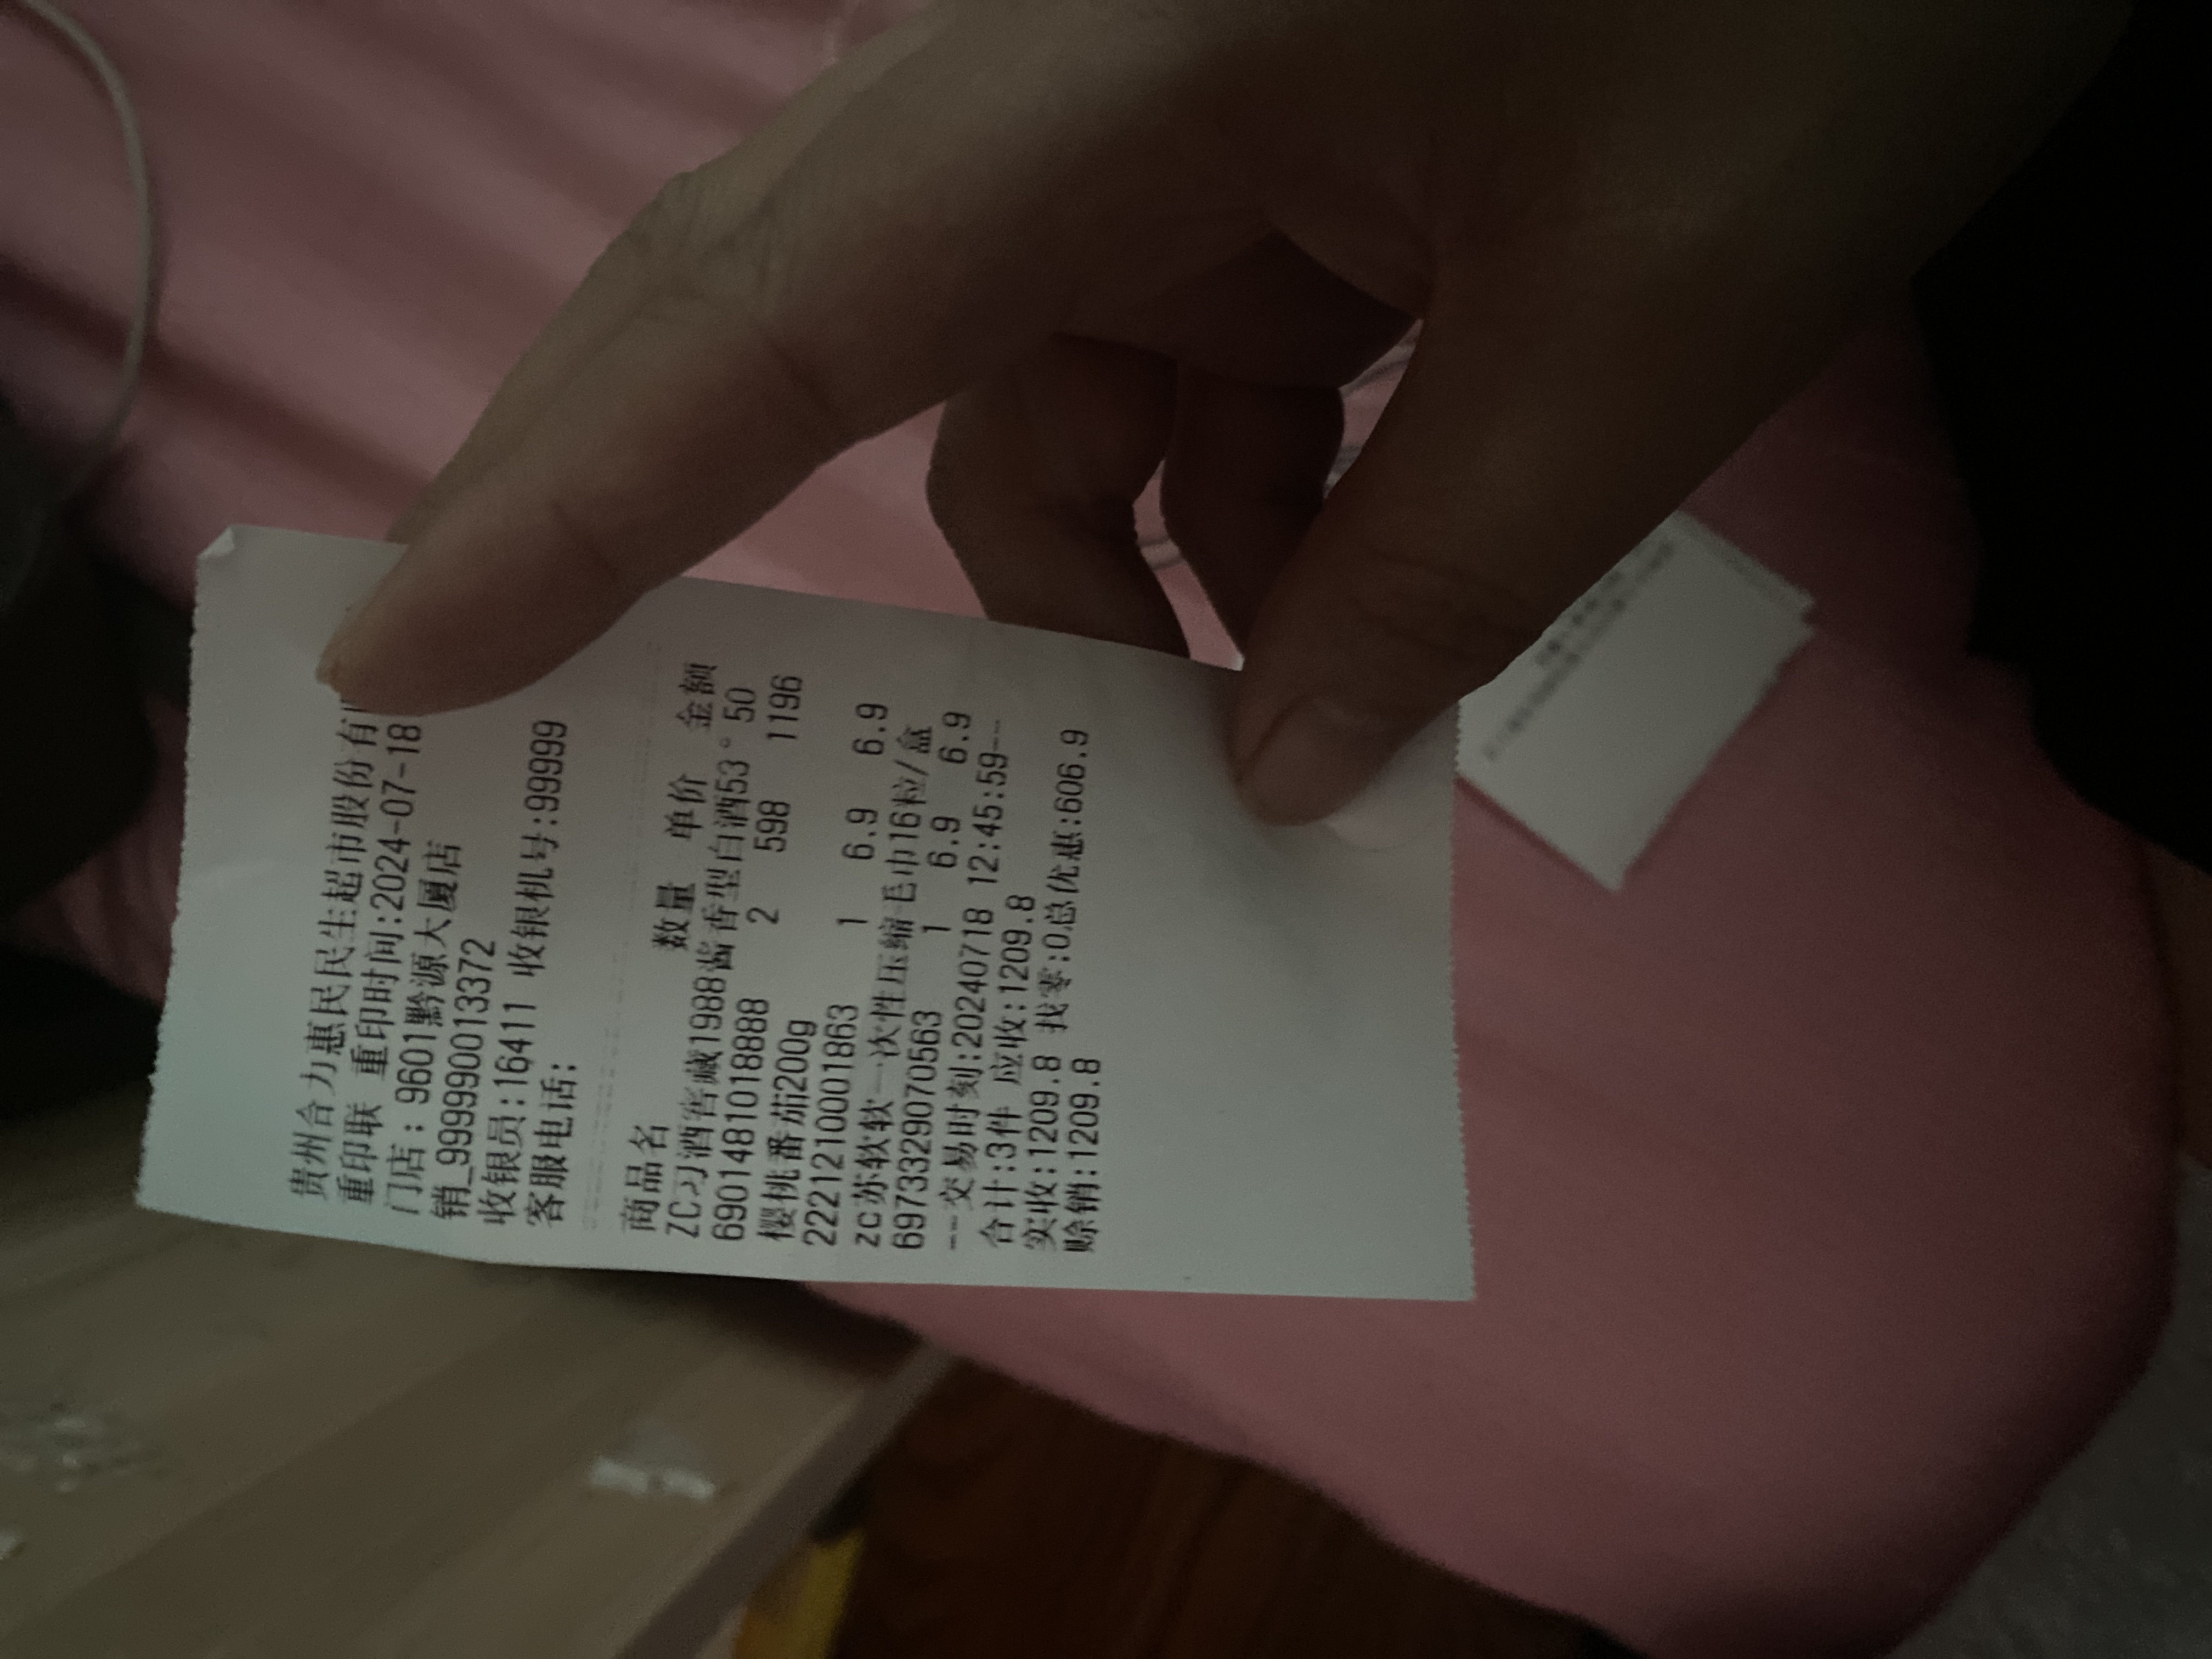 贵州合力惠民民生超市股份有
重印联 重印时间:2024-07-18
门店: 9601黔源大厦店
销_9999990013372
收银员:16411 收银机号:99999
客服电话:
商品名 数量 单价 金额
ZC习酒窖藏1988酱香型白酒53°50
6901481018888 2 598 1196
樱桃番茄200g
2221210001863 1 6.9 6.9
zc苏软软一次性压缩毛巾16粒/盒
6973329070563 1 6.9 6.9
--交易时刻:20240718 12:45:59--
合计:3件 应收:1209.8
实收:1209.8 找零:0总优惠:606.9
赊销:1209.8